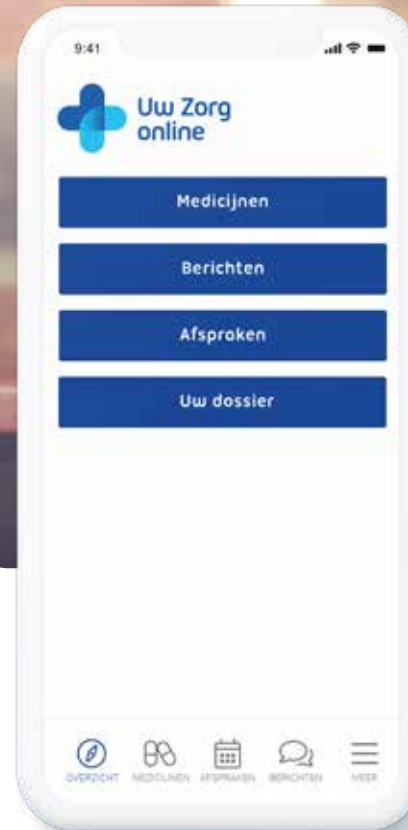 9:41
Uw Zorg
online
Medicijnen
Berichten
Afspraken
Uw dossier
OVERZICHT
MEDICIJNEN
AFSPRAKEN
BERICHTEN
MEER